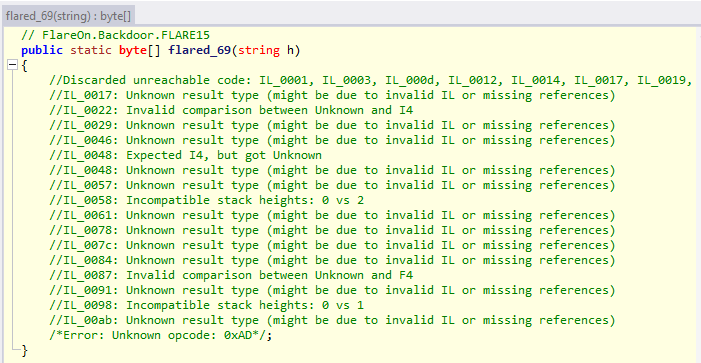 flared_69(string) : byte[]
// FlareOn.Backdoor.FLARE15
public static byte[] flared_69(string h)
{
//Discarded unreachable code: IL_0001, IL_0003, IL_000d, IL_0012, IL_0014, IL_0017, IL_0019,
//IL_0017: Unknown result type (might be due to invalid IL or missing references)
//IL_0022: Invalid comparison between Unknown and I4
//IL_0029: Unknown result type (might be due to invalid IL or missing references)
//IL_0046: Unknown result type (might be due to invalid IL or missing references)
//IL_0048: Expected I4, but got Unknown
//IL_0048: Unknown result type (might be due to invalid IL or missing references)
//IL_0057: Unknown result type (might be due to invalid IL or missing references)
//IL_0058: Incompatible stack heights: 0 vs 2
//IL_0061: Unknown result type (might be due to invalid IL or missing references)
//IL_0078: Unknown result type (might be due to invalid IL or missing references)
//IL_007c: Unknown result type (might be due to invalid IL or missing references)
//IL_0084: Unknown result type (might be due to invalid IL or missing references)
//IL_0087: Invalid comparison between Unknown and F4
//IL_0091: Unknown result type (might be due to invalid IL or missing references)
//IL_0098: Incompatible stack heights: 0 vs 1
//IL_00ab: Unknown result type (might be due to invalid IL or missing references)
/*Error: Unknown opcode: 0xAD*/;
}